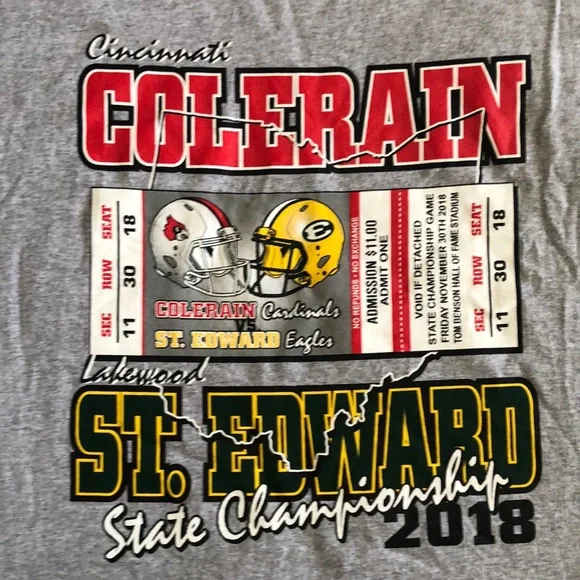 Cincinnati
COLERAIN
SEC ROW SEAT
11 30 18
E
COLERAIN Cardinals
VS
ST. EDWARD Eagles
NO REFUNDS • NO EXCHANGE
ADMISSION $11.00
ADMIT ONE
VOID IF DETACHED
STATE CHAMPIONSHIP GAME
FRIDAY NOVEMBER 30TH 2018
TOM BENSON HALL OF FAME STADIUM
SEC ROW SEAT
11 30 18
Lakewood
ST. EDWARD
State Championship
2018